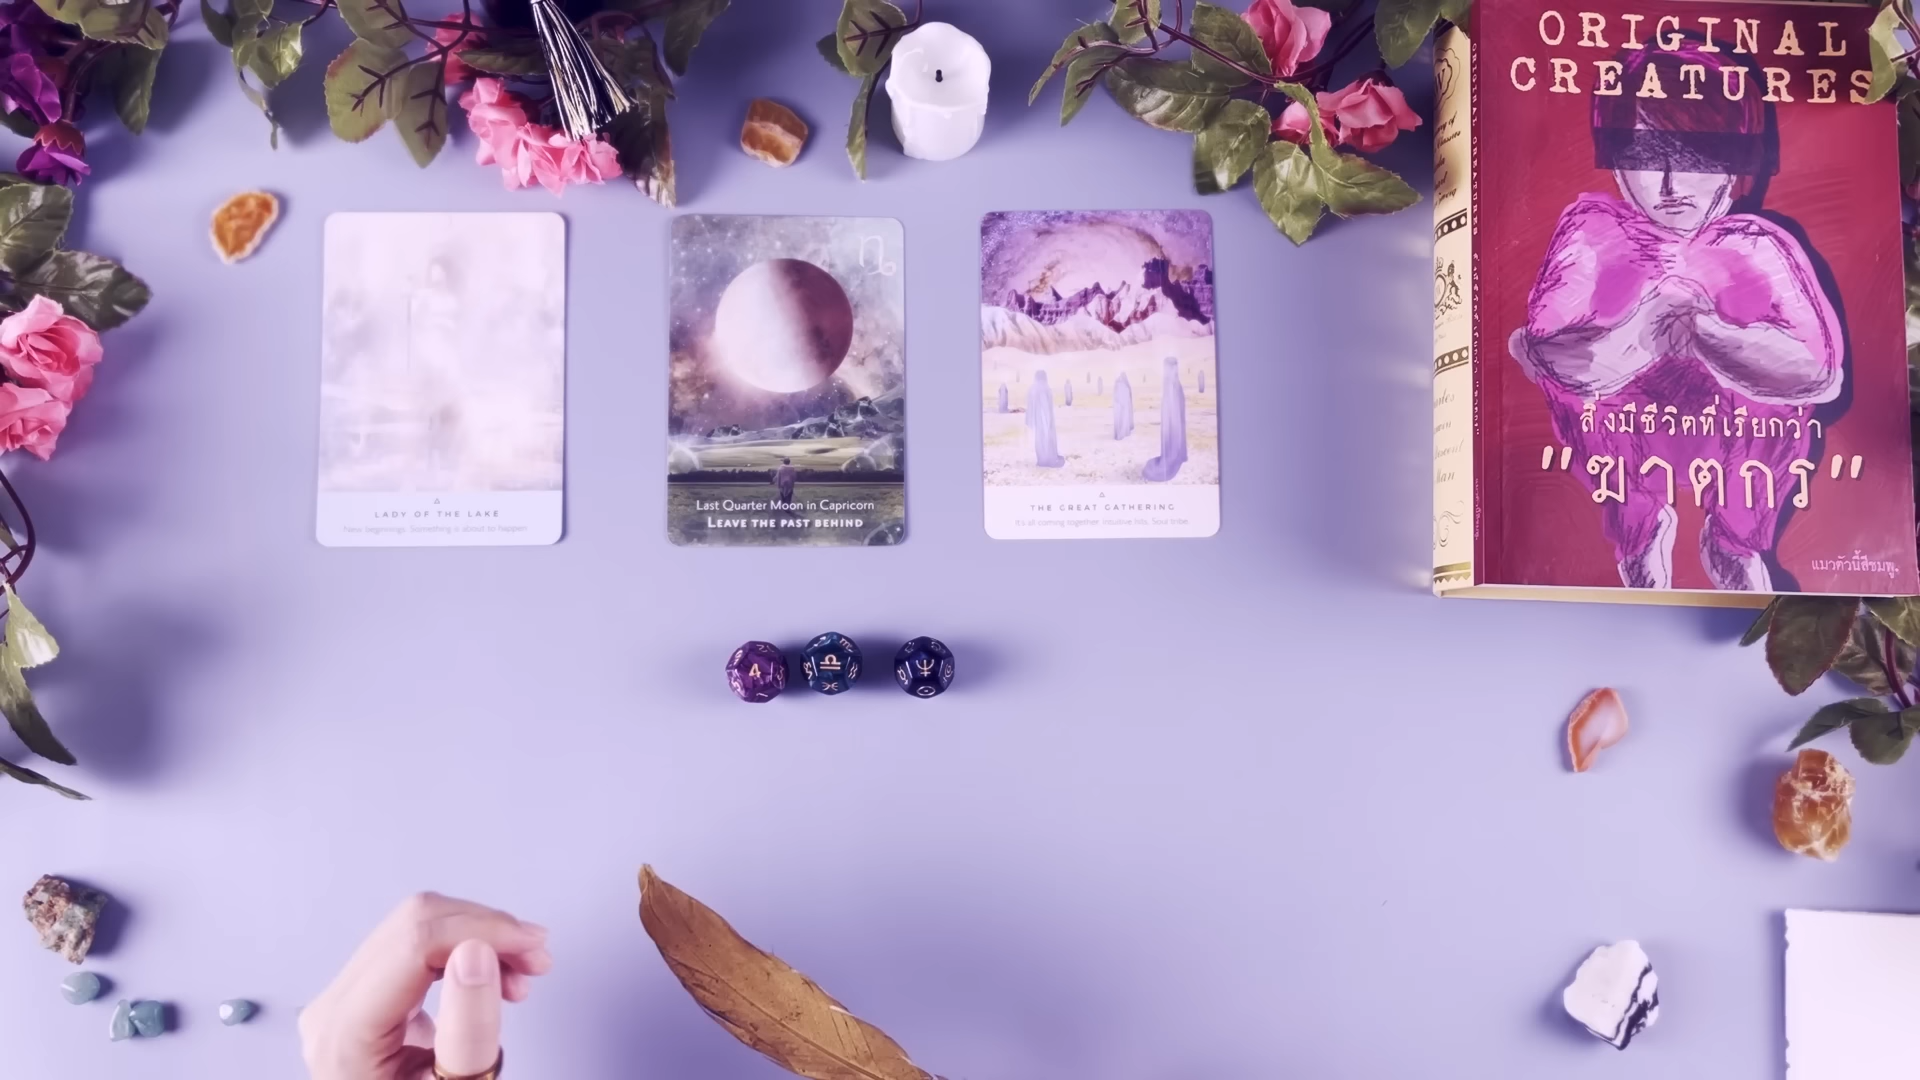 ORIGINAL
CREATURES
สิ่งมีชีวิตที่เรียกว่า
"ฆาตกร"
แมวตัวนี้สีชมพู.
LADY OF THE LAKE
New beginnings. Something is about to happen
Last Quarter Moon in Capricorn
LEAVE THE PAST BEHIND
THE GREAT GATHERING
It's all coming together. Intuitive hits. Soul tribe.
4